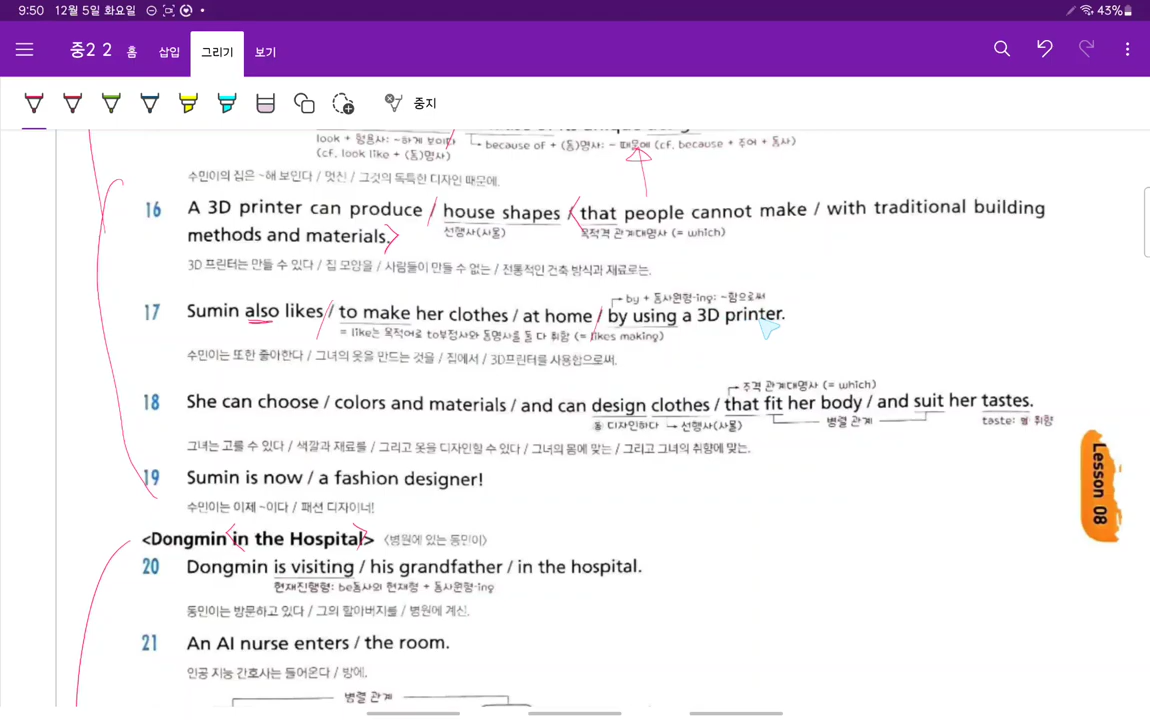 9:50 12월 5일 화요일 43%
중2 2 홈 삽입 그리기 보기
중지
look + 형용사: ~하게 보이다 because of + (동)명사: ~ 때문에 (cf. because + 주어 + 동사)
(cf. look like + (동)명사)
수민이의 집은 ~해 보인다 / 멋진 / 그것의 독특한 디자인 때문에.
16 A 3D printer can produce / house shapes / that people cannot make / with traditional building
선행사(사물) 목적격 관계대명사 (= which)
methods and materials.
3D 프린터는 만들 수 있다 / 집 모양을 / 사람들이 만들 수 없는 / 전통적인 건축 방식과 재료로는.
by + 동사원형-ing: ~함으로써
17 Sumin also likes / to make her clothes / at home / by using a 3D printer.
= like는 목적어로 to부정사와 동명사를 둘 다 취함 (= likes making)
수민이는 또한 좋아한다 / 그녀의 옷을 만드는 것을 / 집에서 / 3D프린터를 사용함으로써.
주격 관계대명사 (= which)
18 She can choose / colors and materials / and can design clothes / that fit her body / and suit her tastes.
동 디자인하다 선행사(사물) 병렬 관계 taste: 명 취향
그녀는 고를 수 있다 / 색깔과 재료를 / 그리고 옷을 디자인할 수 있다 / 그녀의 몸에 맞는 / 그리고 그녀의 취향에 맞는.
19 Sumin is now / a fashion designer!
수민이는 이제 ~이다 / 패션 디자이너!
Lesson 08
<Dongmin in the Hospital> <병원에 있는 동민이>
20 Dongmin is visiting / his grandfather / in the hospital.
현재진행형: be동사의 현재형 + 동사원형-ing
동민이는 방문하고 있다 / 그의 할아버지를 / 병원에 계신.
21 An AI nurse enters / the room.
인공 지능 간호사는 들어온다 / 방에.
병렬 관계